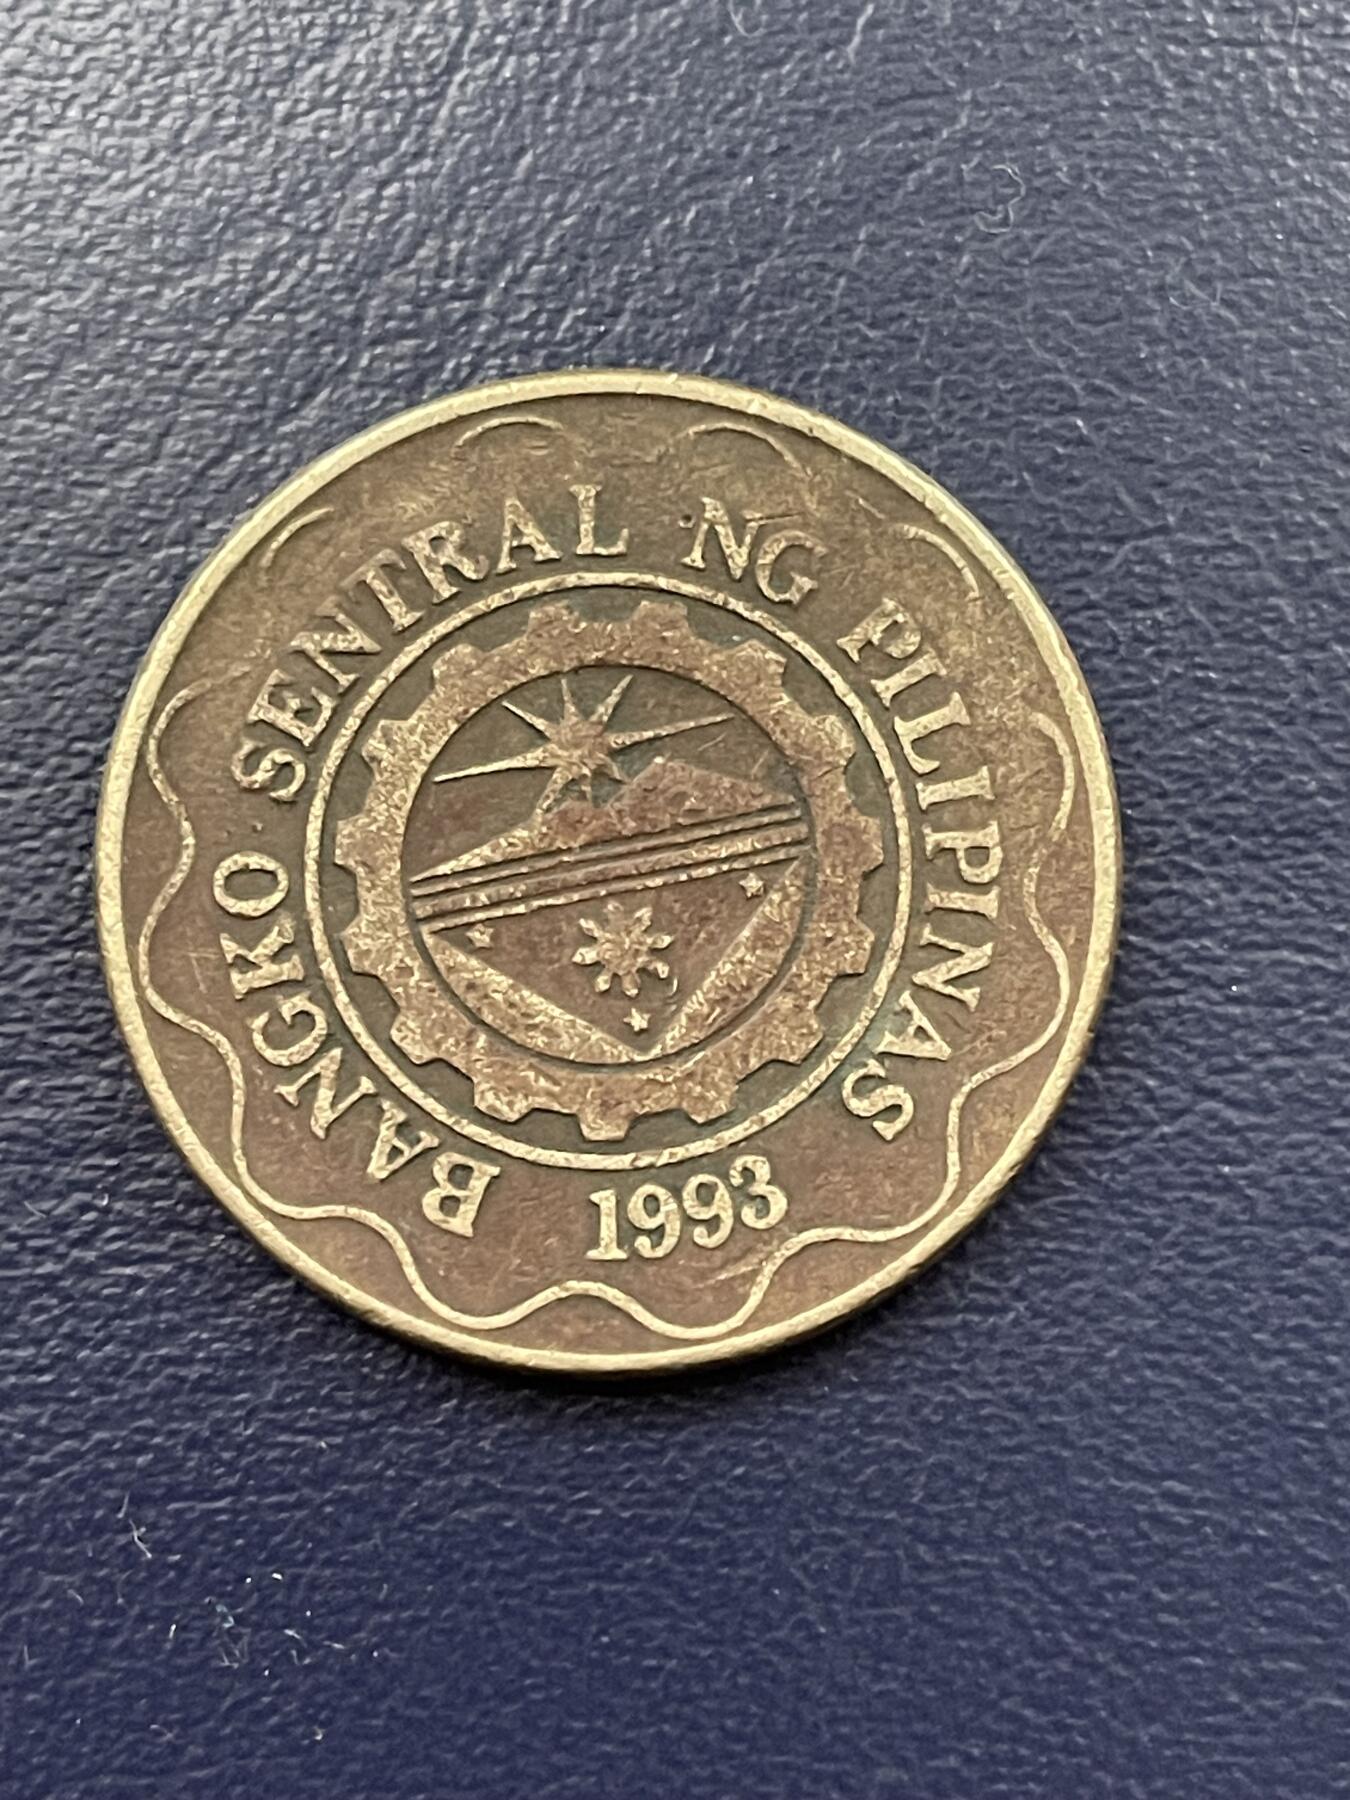 BANGKO SENTRAL NG PILIPINAS
1993